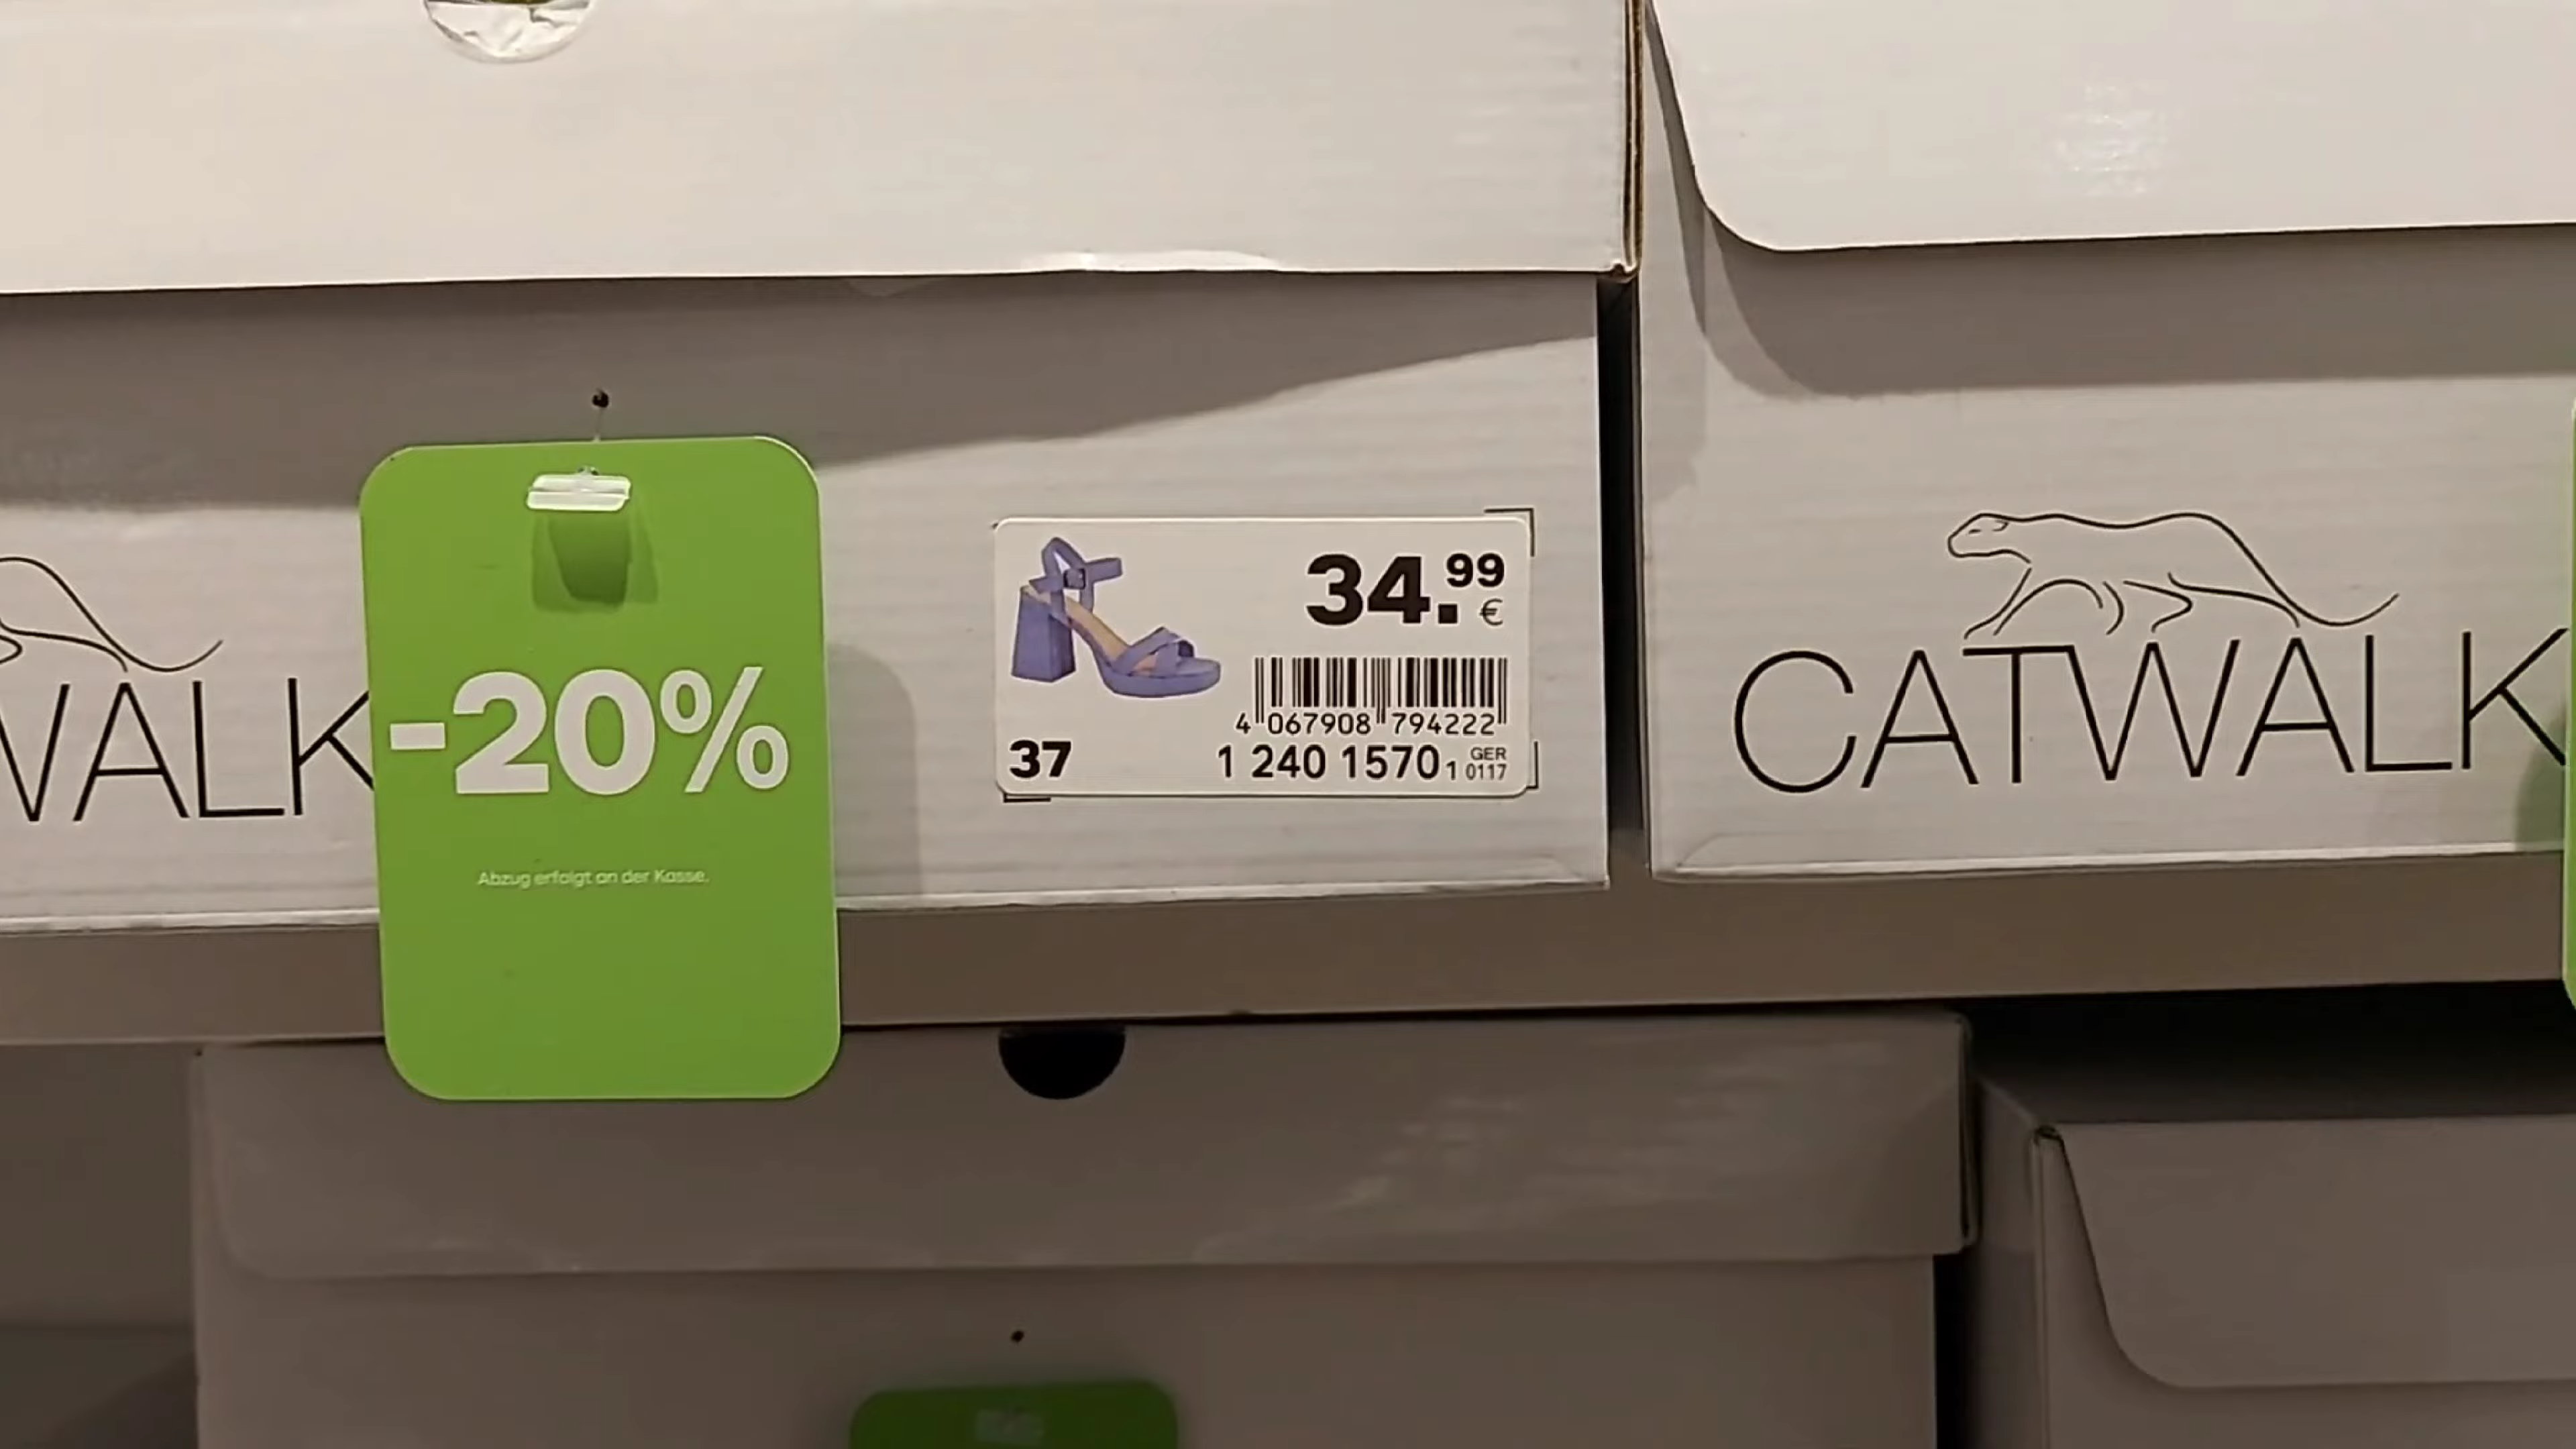 WALK
-20%
Abzug erfolgt an der Kasse.
34.99
€
4 067908 794222
37
1 240 1570 1 GER 0117
CATWALK